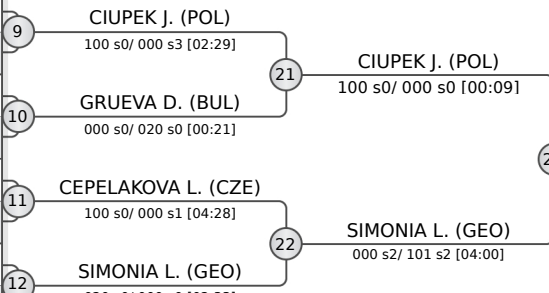 CIUPEK J. (POL)
9
100 s0/ 000 s3 [02:29]
21
CIUPEK J. (POL)
100 s0/ 000 s0 [00:09]
GRUEVA D. (BUL)
10
000 s0/ 020 s0 [00:21]
CEPELAKOVA L. (CZE)
11
100 s0/ 000 s1 [04:28]
22
SIMONIA L. (GEO)
000 s2/ 101 s2 [04:00]
SIMONIA L. (GEO)
12